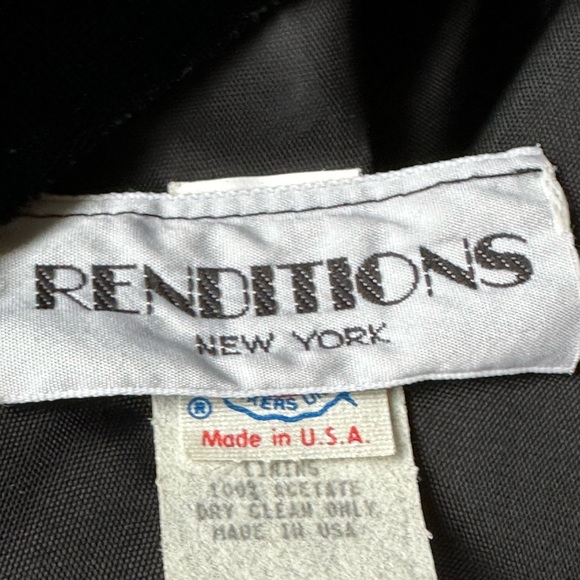 RENDITIONS
NEW YORK
®
Made in U.S.A.
LINING
100% ACETATE
DRY CLEAN ONLY
MADE IN USA